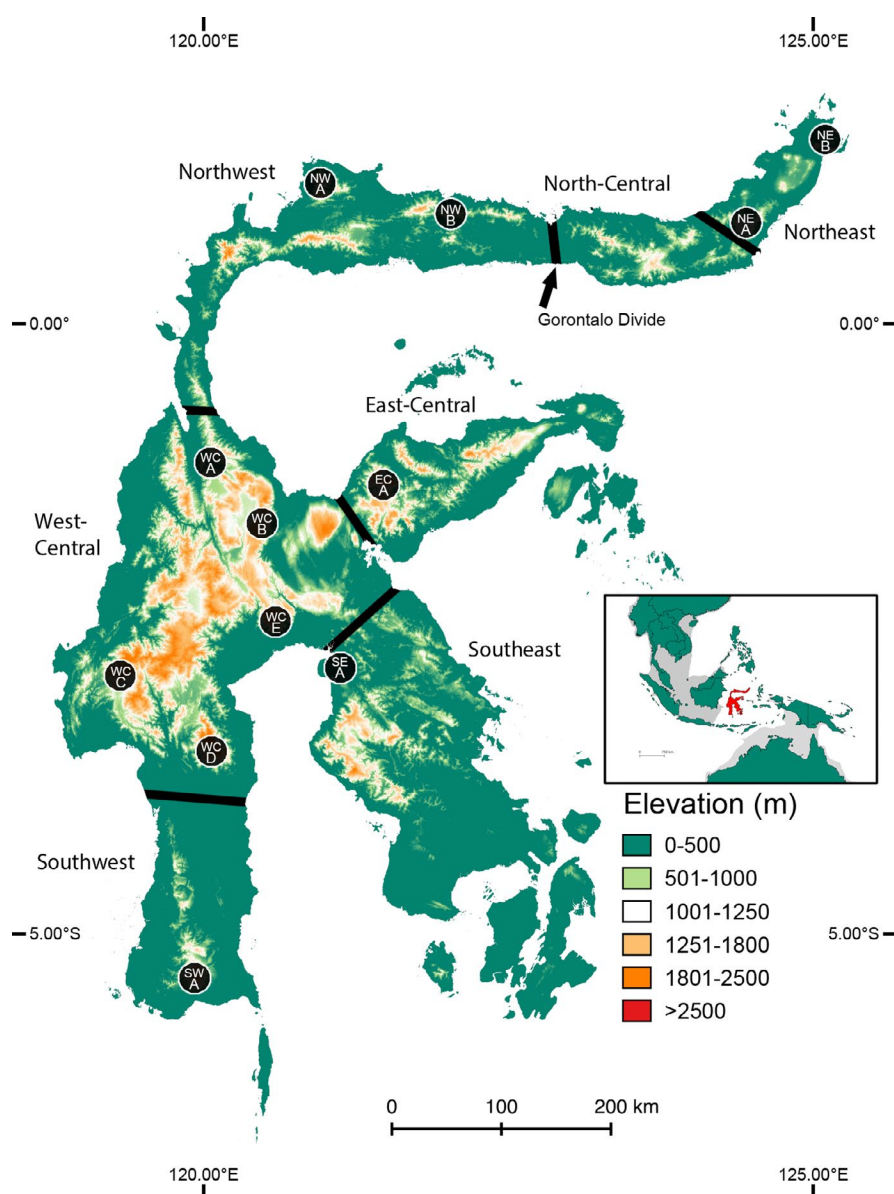 120.00°E
125.00°E
NE
B
Northwest
NW
A
North-Central
NW
B
NE
A
Northeast
Gorontalo Divide
0.00°
0.00°
East-Central
WC
A
EC
A
West-
Central
WC
B
WC
E
Southeast
SE
A
WC
C
WC
D
Elevation (m)
0-500
Southwest
501-1000
1001-1250
5.00°S
5.00°S
1251-1800
SW
A
1801-2500
>2500
0
100
200 km
120.00°E
125.00°E